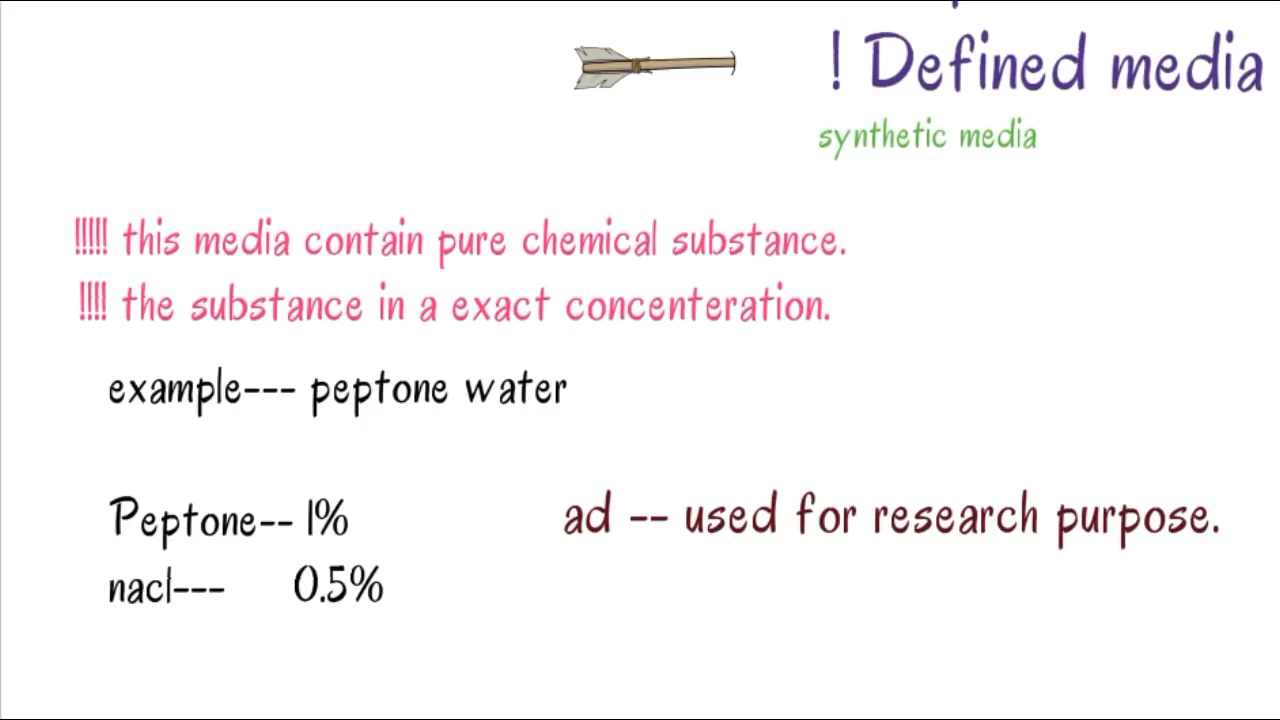 ! Defined media
synthetic media
!!!!! this media contain pure chemical substance.
!!!! the substance in a exact concenteration.
example--- peptone water
Peptone-- 1%
ad -- used for research purpose.
nacl--- 0.5%